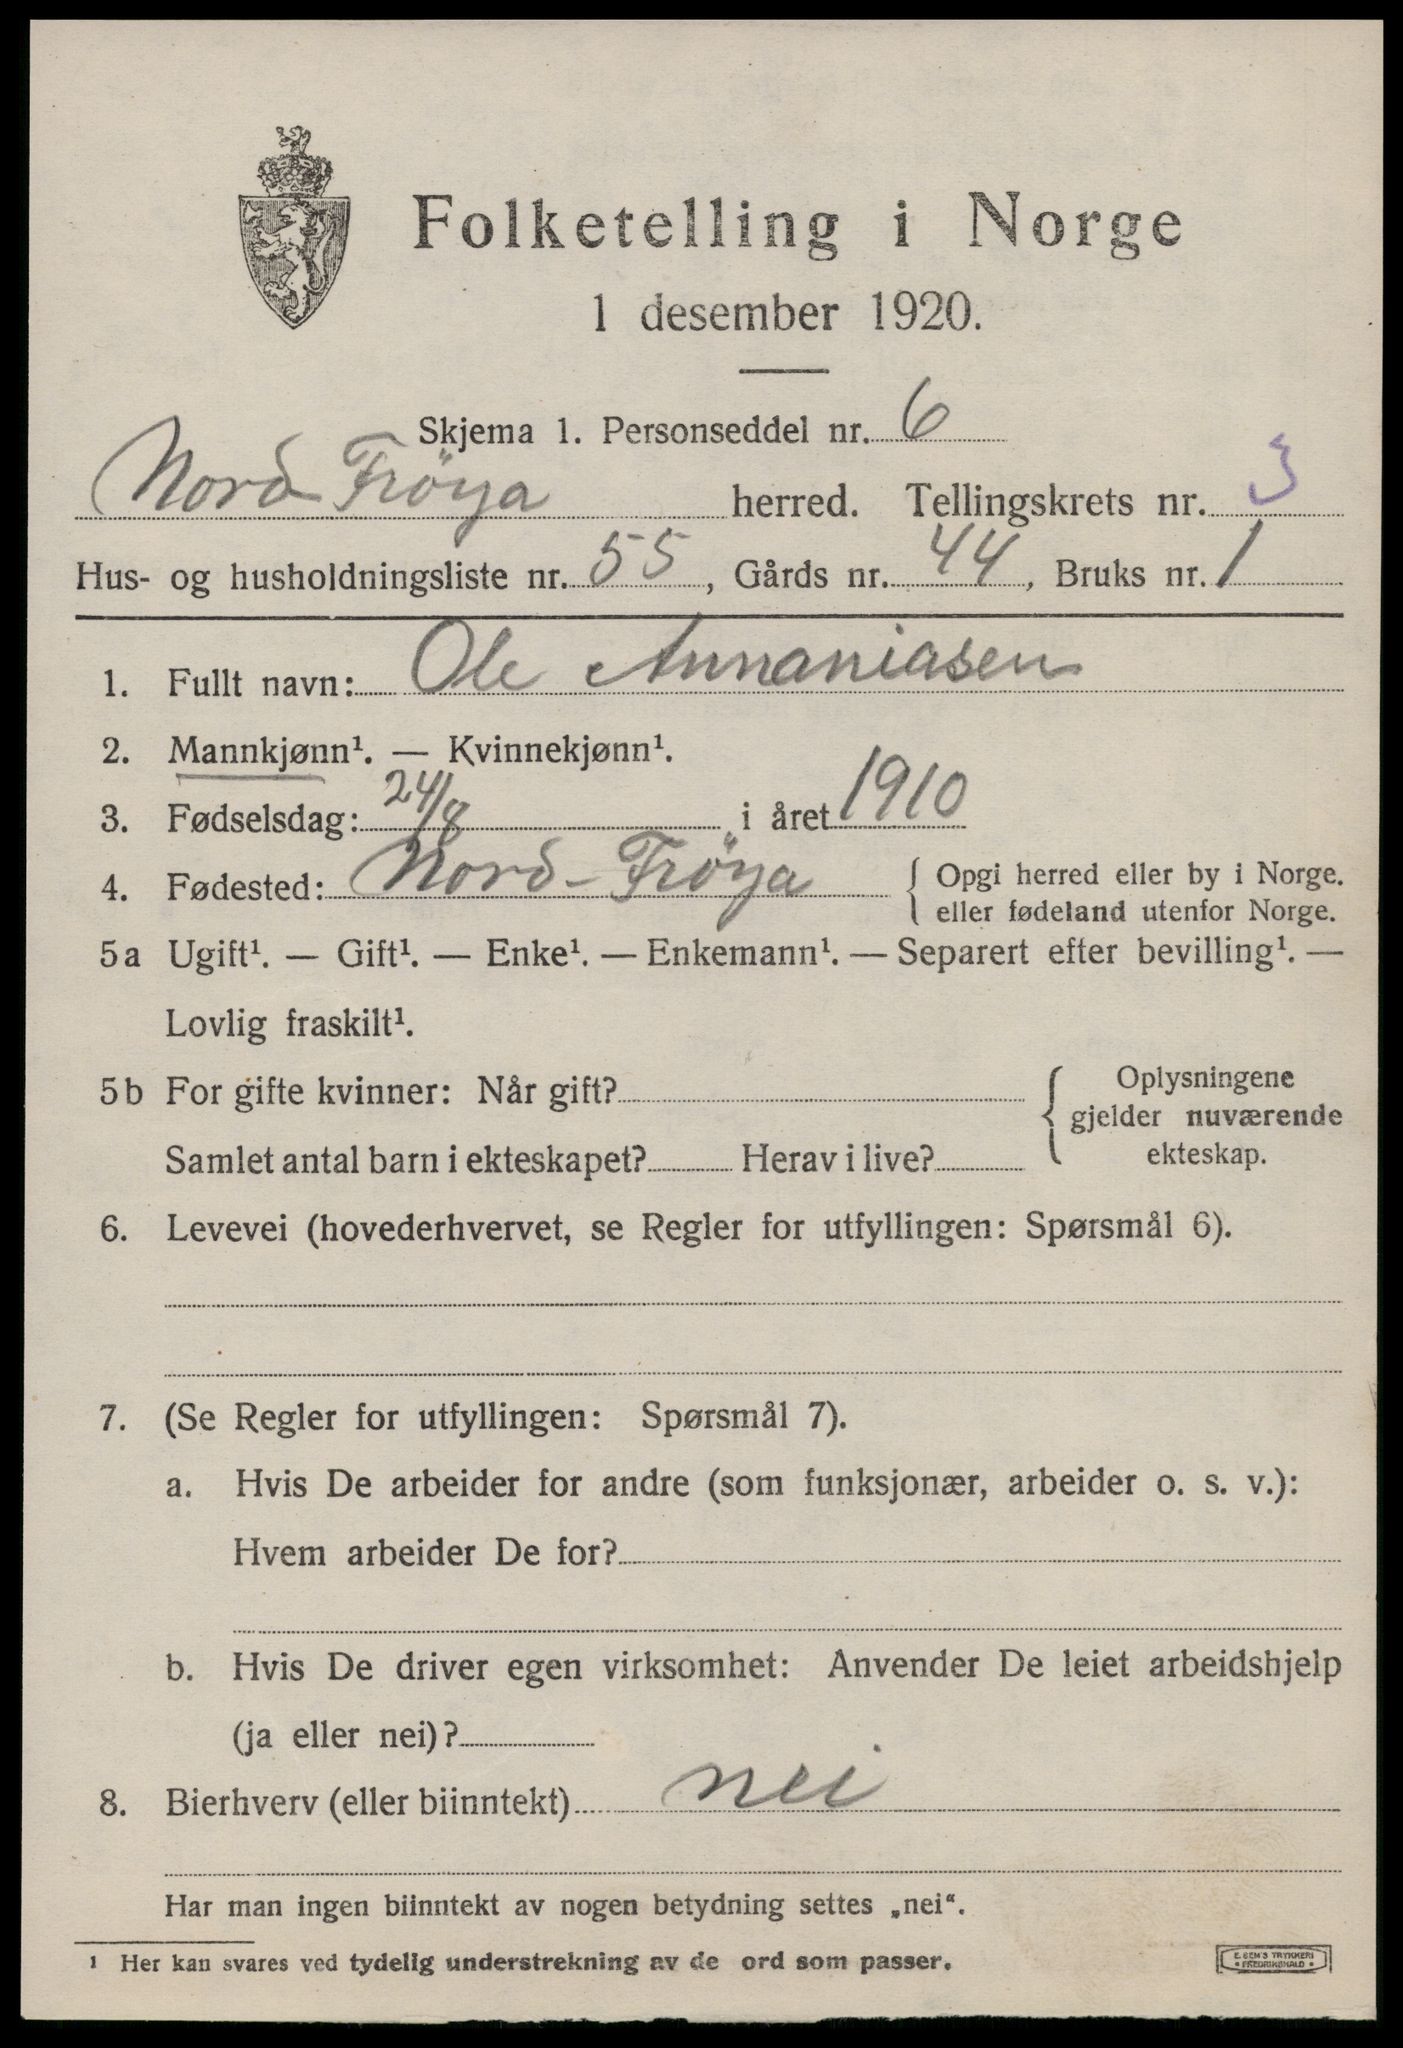 Folketelling i Norge
1 desember 1920.
Skjema 1. Personseddel nr. 6
Nord-Fröya herred. Tellingskrets nr. 3
Hus- og husholdningsliste nr. 55, Gårds nr. 44, Bruks nr. 1
1. Fullt navn: Ole Annaniasen
2. Mannkjønn¹. — Kvinnekjønn¹.
3. Fødselsdag: 24/8 i året 1910
4. Fødested: Nord-Fröya { Opgi herred eller by i Norge.
eller fødeland utenfor Norge.
5 a Ugift¹. — Gift¹. — Enke¹. — Enkemann¹. — Separert efter bevilling¹. —
Lovlig fraskilt¹.
5 b For gifte kvinner: Når gift? { Oplysningene
gjelder nuværende
ekteskap.
Samlet antal barn i ekteskapet? Herav i live?
6. Levevei (hovederhvervet, se Regler for utfyllingen: Spørsmål 6).
7. (Se Regler for utfyllingen: Spørsmål 7).
a. Hvis De arbeider for andre (som funksjonær, arbeider o. s. v.):
Hvem arbeider De for?
b. Hvis De driver egen virksomhet: Anvender De leiet arbeidshjelp
(ja eller nei)?
8. Bierhverv (eller biinntekt) nei
Har man ingen biinntekt av nogen betydning settes „nei“.
¹ Her kan svares ved tydelig understrekning av de ord som passer.
E. SEM'S TRYKKERI
• FREDRIKSHALD •